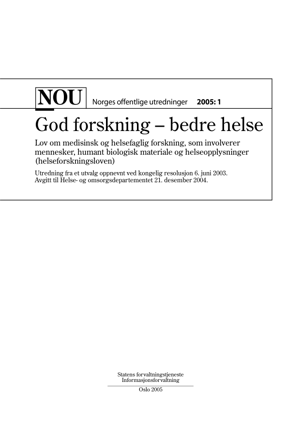 NOU Norges offentlige utredninger 2005: 1
God forskning – bedre helse
Lov om medisinsk og helsefaglig forskning, som involverer
mennesker, humant biologisk materiale og helseopplysninger
(helseforskningsloven)
Utredning fra et utvalg oppnevnt ved kongelig resolusjon 6. juni 2003.
Avgitt til Helse- og omsorgsdepartementet 21. desember 2004.
Statens forvaltningstjeneste
Informasjonsforvaltning
Oslo 2005